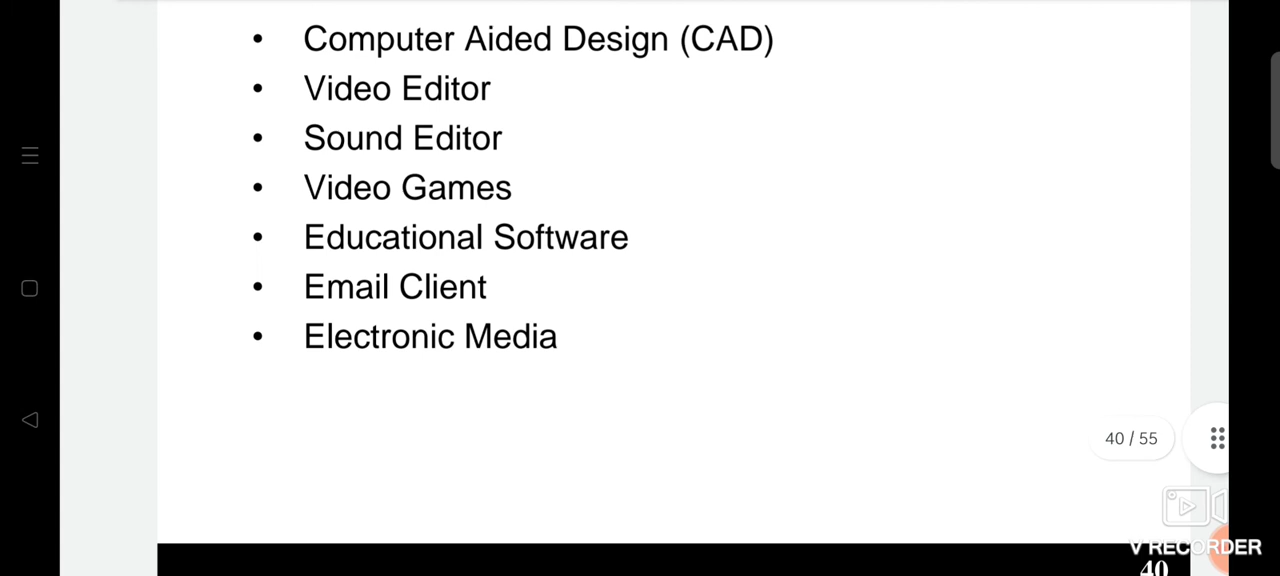 • Computer Aided Design (CAD)
• Video Editor
• Sound Editor
• Video Games
• Educational Software
• Email Client
• Electronic Media
40 / 55
V RECORDER
40